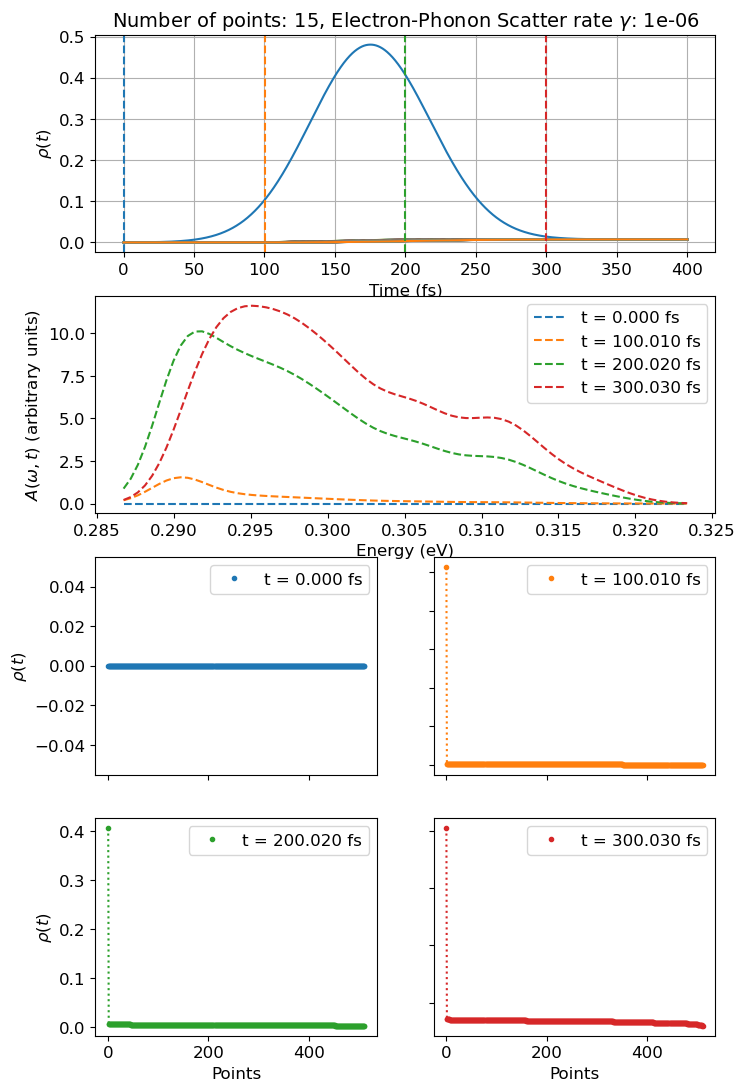 Number of points: 15, Electron-Phonon Scatter rate γ: 1e-06
ρ(t)
0.5
0.4
0.3
0.2
0.1
0.0
0 50 100 150 200 250 300 350 400
Time (fs)
A(ω, t) (arbitrary units)
10.0
7.5
5.0
2.5
0.0
t = 0.000 fs
t = 100.010 fs
t = 200.020 fs
t = 300.030 fs
0.285 0.290 0.295 0.300 0.305 0.310 0.315 0.320 0.325
Energy (eV)
ρ(t)
0.04
0.02
0.00
−0.02
−0.04
t = 0.000 fs
t = 100.010 fs
ρ(t)
0.4
0.3
0.2
0.1
0.0
t = 200.020 fs
0 200 400
Points
t = 300.030 fs
0 200 400
Points